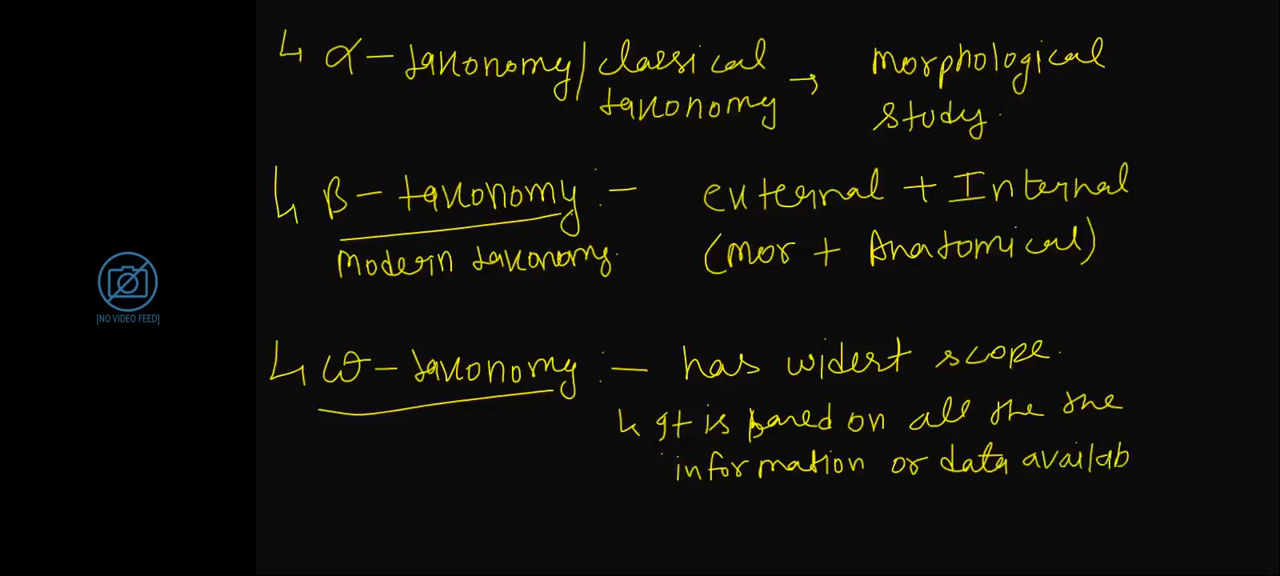 ↳ α - taxonomy / classical taxonomy → morphological study.
↳ β - taxonomy :- external + Internal
Modern taxonomy. (mor + Anatomical)
[NO VIDEO FEED]
↳ ω - taxonomy :- has widest scope.
↳ It is based on all the the
information or data availab